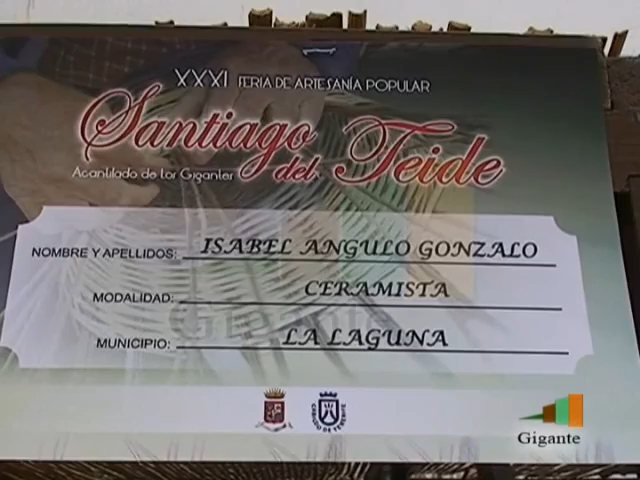 XXXI FERIA DE ARTESANÍA POPULAR
Santiago del Teide
Acantilado de Los Gigantes
NOMBRE Y APELLIDOS: ISABEL ANGULO GONZALO
MODALIDAD: CERAMISTA
MUNICIPIO: LA LAGUNA
Gigante
CABILDO DE TENERIFE
Gigante